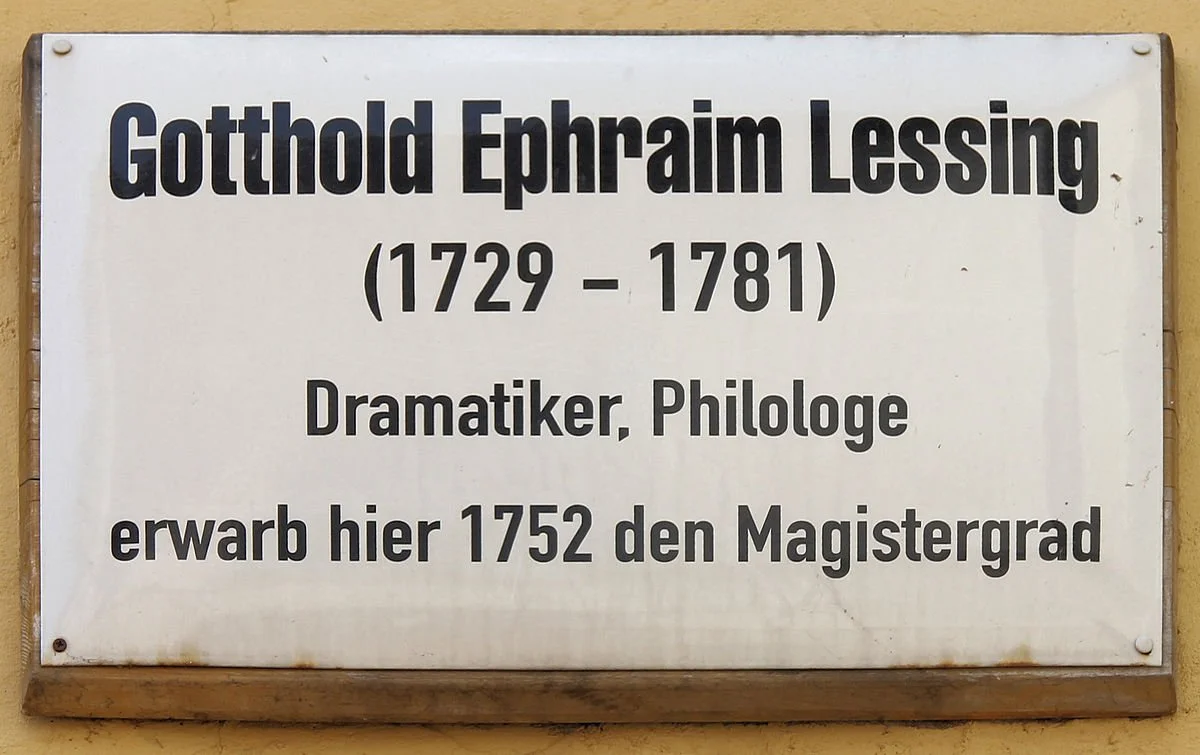 Gotthold Ephraim Lessing
(1729 – 1781)
Dramatiker, Philologe
erwarb hier 1752 den Magistergrad